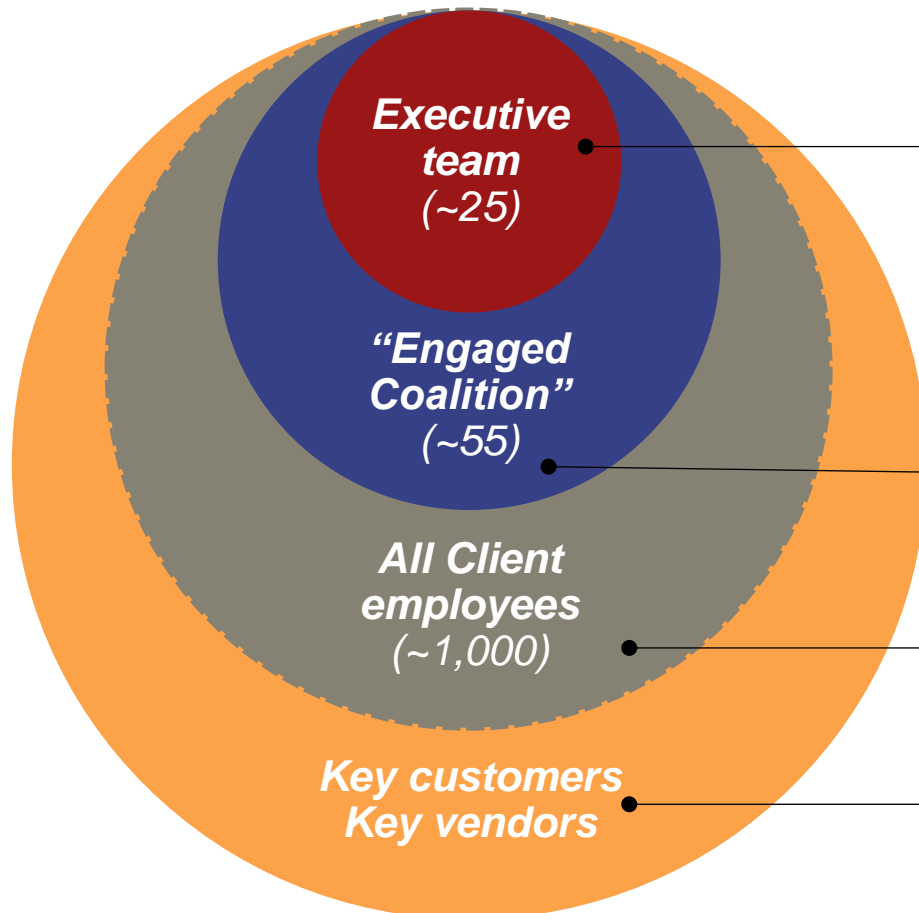 Executive
team
(~25)
“Engaged
Coalition”
(~55)
All Client
employees
(~1,000)
Key customers
Key vendors